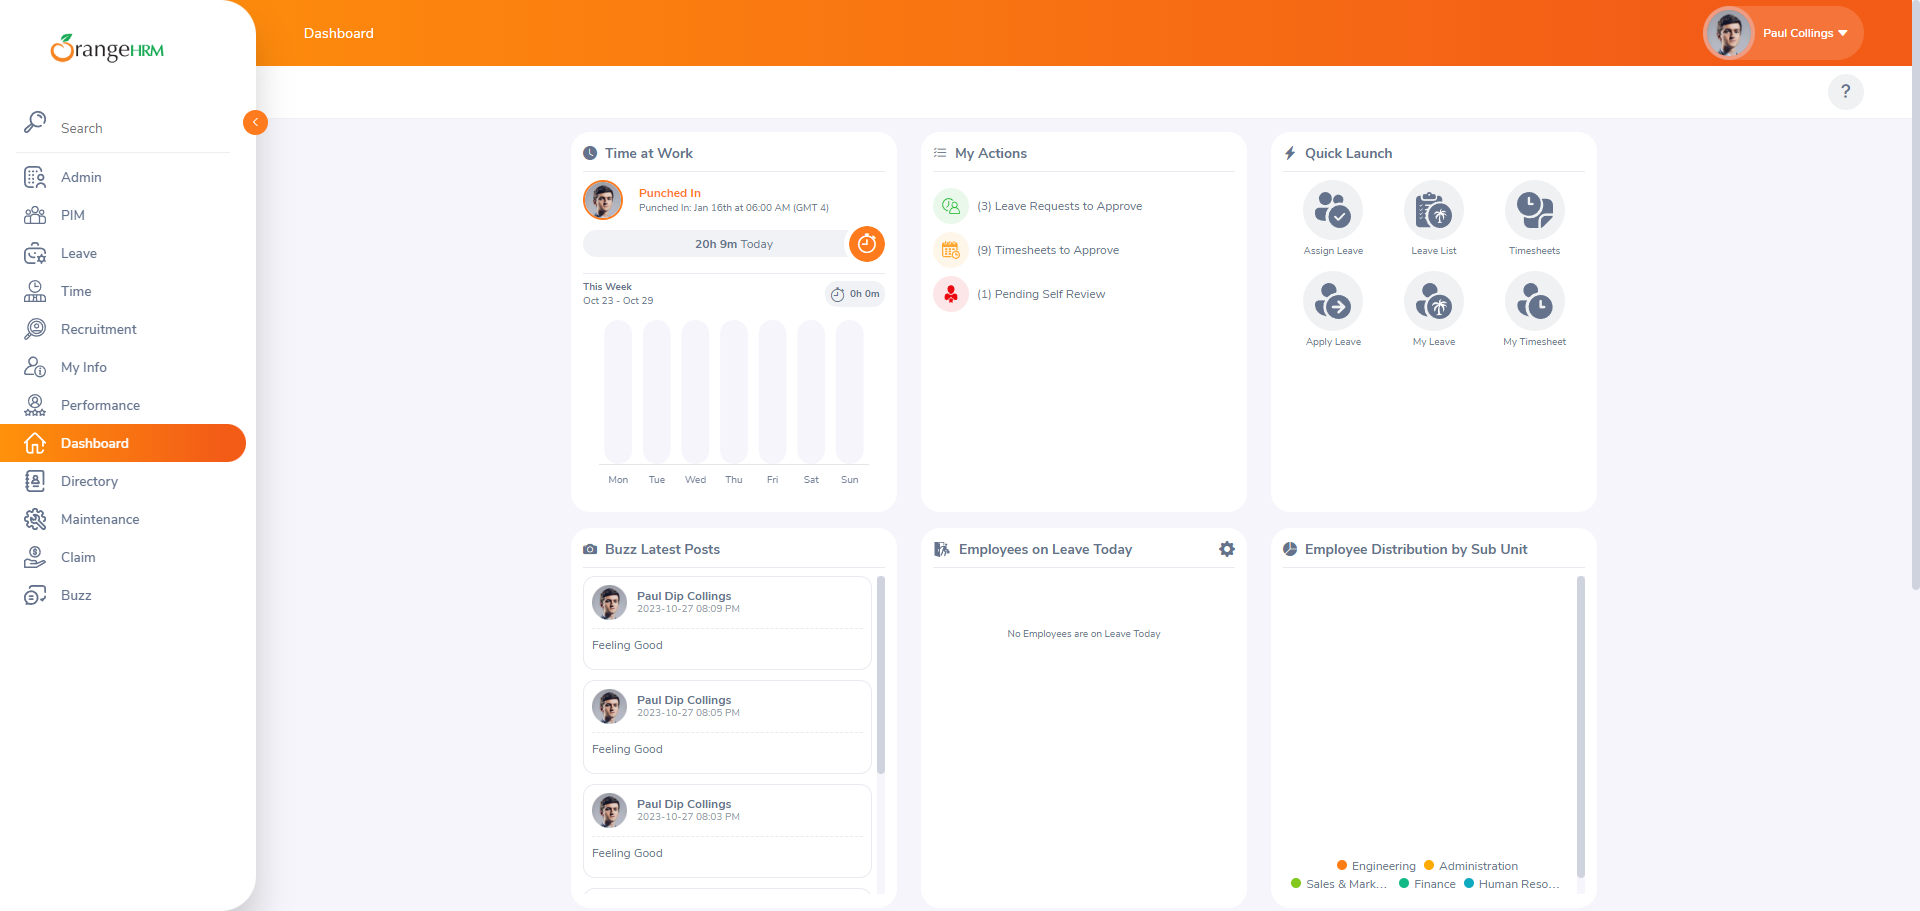 OrangeHRM
Dashboard
Paul Collings
?
Search
Admin
PIM
Leave
Time
Recruitment
My Info
Performance
Dashboard
Directory
Maintenance
Claim
Buzz
Time at Work
Punched In
Punched In: Jan 16th at 06:00 AM (GMT 4)
20h 9m Today
This Week
Oct 23 - Oct 29
0h 0m
Mon Tue Wed Thu Fri Sat Sun
My Actions
(3) Leave Requests to Approve
(9) Timesheets to Approve
(1) Pending Self Review
Quick Launch
Assign Leave Leave List Timesheets
Apply Leave My Leave My Timesheet
Buzz Latest Posts
Paul Dip Collings
2023-10-27 08:09 PM
Feeling Good
Paul Dip Collings
2023-10-27 08:05 PM
Feeling Good
Paul Dip Collings
2023-10-27 08:03 PM
Feeling Good
Employees on Leave Today
No Employees are on Leave Today
Employee Distribution by Sub Unit
Engineering Administration
Sales & Mark... Finance Human Reso...